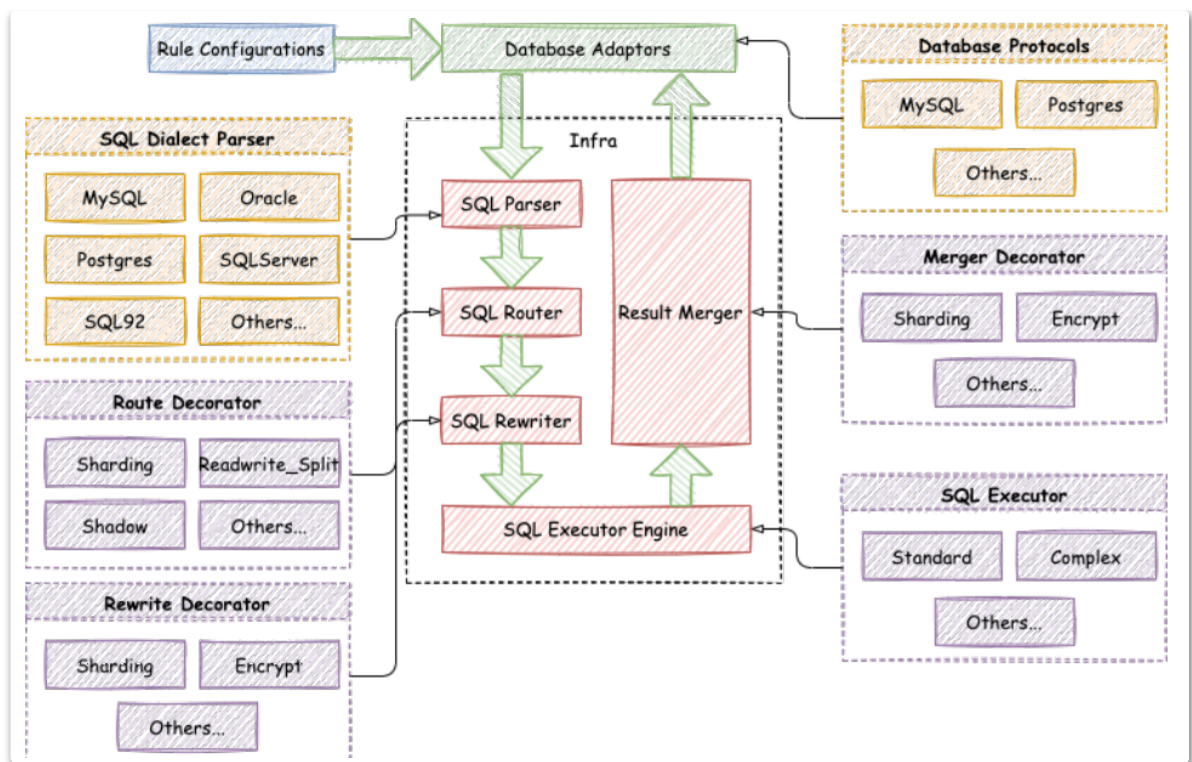 Rule Configurations
Database Adaptors
Database Protocols
MySQL
Postgres
Others...
SQL Dialect Parser
MySQL
Oracle
Postgres
SQLServer
SQL92
Others...
Infra
SQL Parser
SQL Router
SQL Rewriter
Result Merger
SQL Executor Engine
Merger Decorator
Sharding
Encrypt
Others...
Route Decorator
Sharding
Readwrite_Split
Shadow
Others...
SQL Executor
Standard
Complex
Others...
Rewrite Decorator
Sharding
Encrypt
Others...